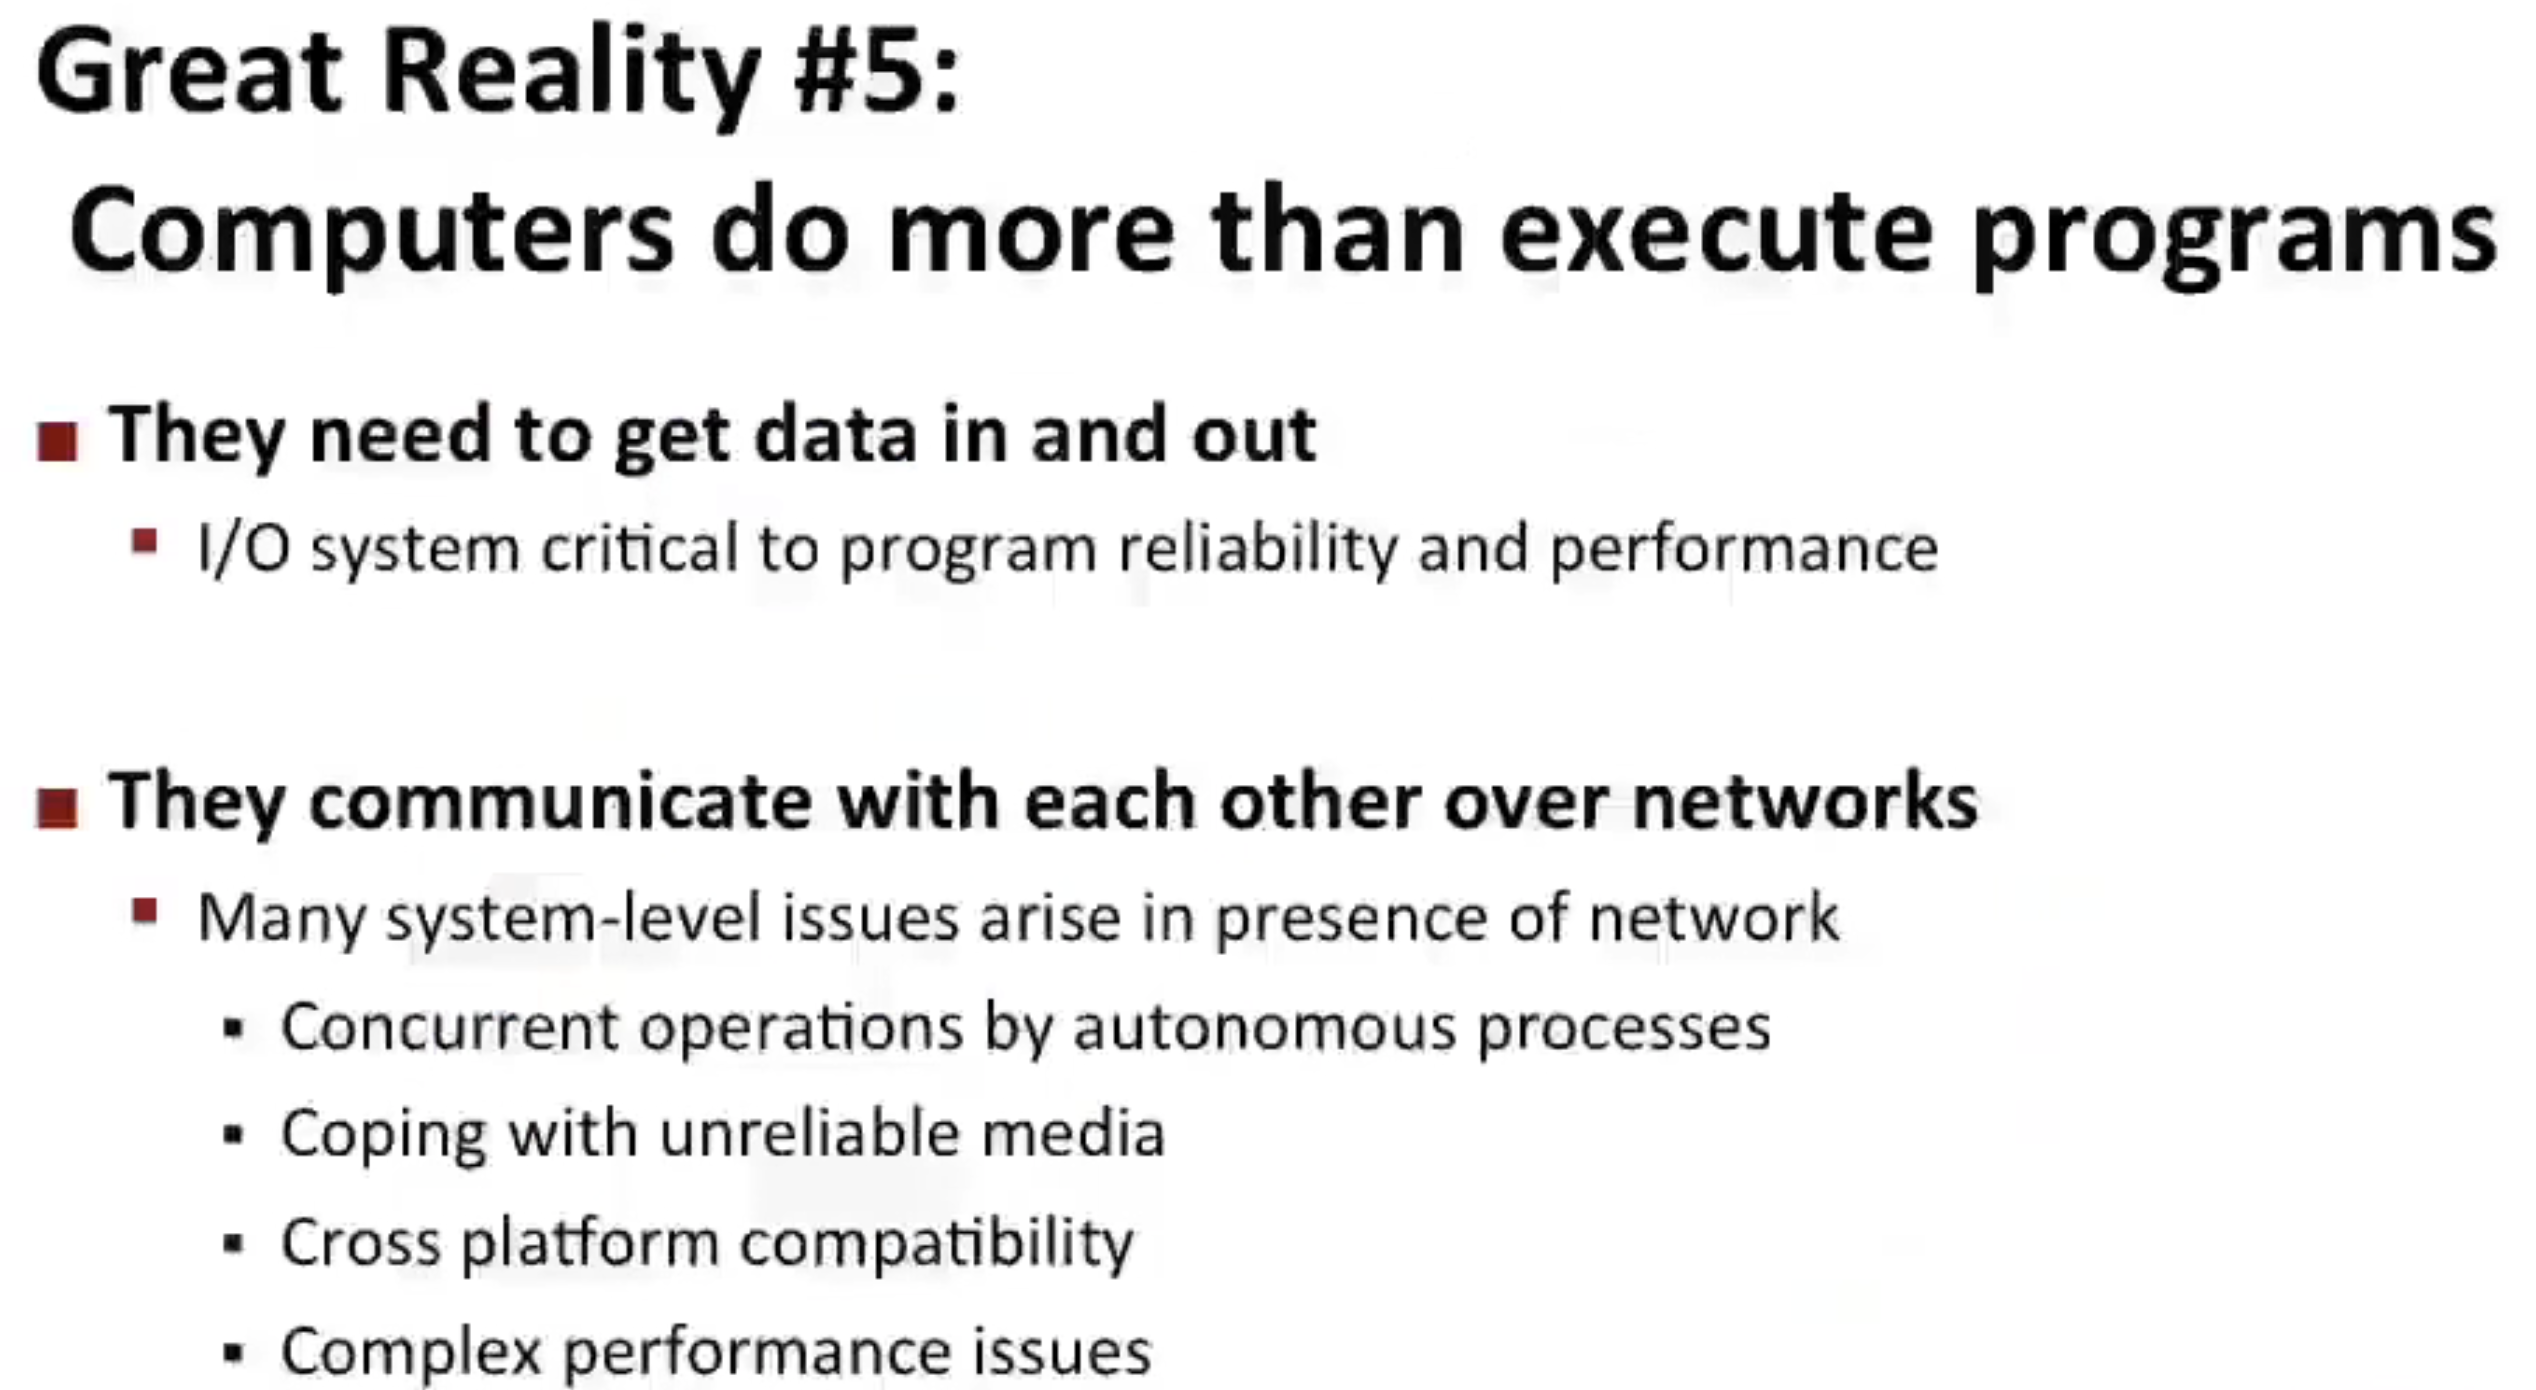 Great Reality #5:
Computers do more than execute programs
They need to get data in and out
I/O system critical to program reliability and performance
They communicate with each other over networks
Many system-level issues arise in presence of network
Concurrent operations by autonomous processes
Coping with unreliable media
Cross platform compatibility
Complex performance issues